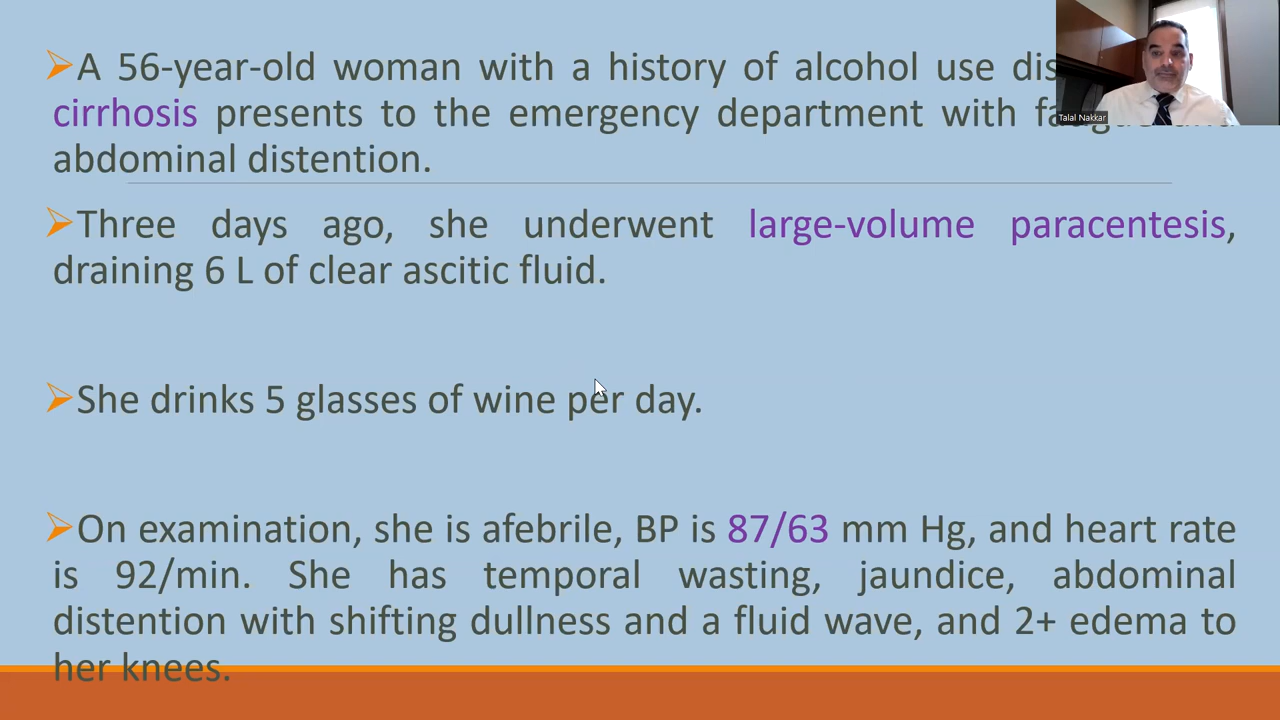 A 56-year-old woman with a history of alcohol use
cirrhosis presents to the emergency department with
abdominal distention.
Talal Nakkar
Three days ago, she underwent large-volume paracentesis,
draining 6 L of clear ascitic fluid.
She drinks 5 glasses of wine per day.
On examination, she is afebrile, BP is 87/63 mm Hg, and heart rate
is 92/min. She has temporal wasting, jaundice, abdominal
distention with shifting dullness and a fluid wave, and 2+ edema to
her knees.